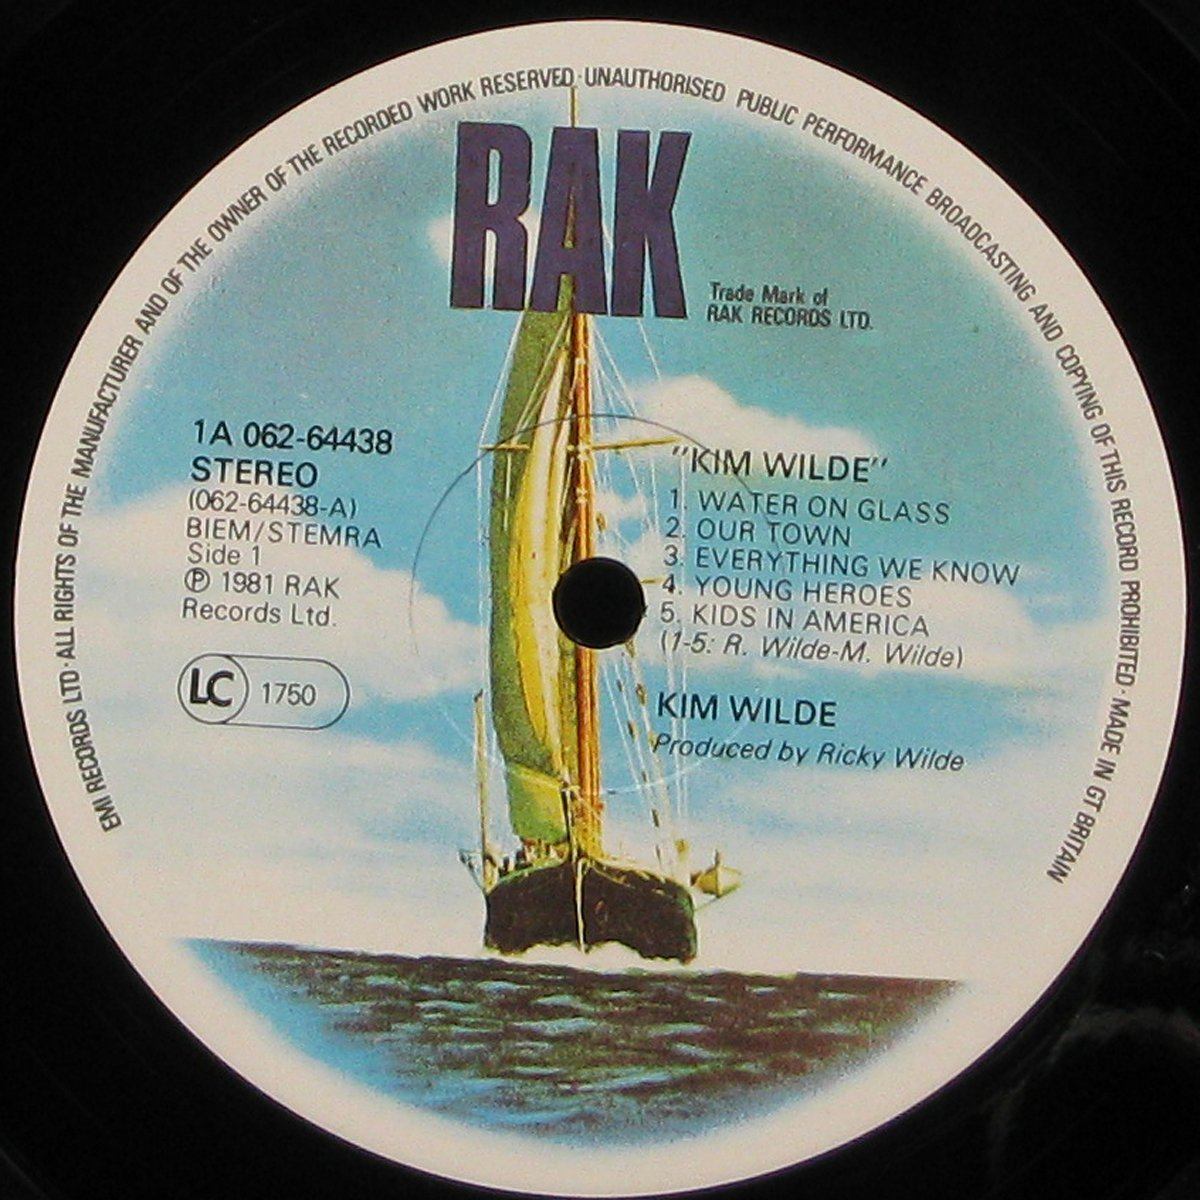 EMI RECORDS LTD · ALL RIGHTS OF THE MANUFACTURER AND OF THE OWNER OF THE RECORDED WORK RESERVED · UNAUTHORISED PUBLIC PERFORMANCE BROADCASTING AND COPYING OF THIS RECORD PROHIBITED · MADE IN GT BRITAIN
RAK
Trade Mark of
RAK RECORDS LTD.
1A 062-64438
STEREO
(062-64438-A)
BIEM/STEMRA
Side 1
Ⓟ 1981 RAK
Records Ltd.
LC 1750
"KIM WILDE"
1. WATER ON GLASS
2. OUR TOWN
3. EVERYTHING WE KNOW
4. YOUNG HEROES
5. KIDS IN AMERICA
(1-5: R. Wilde-M. Wilde)
KIM WILDE
Produced by Ricky Wilde